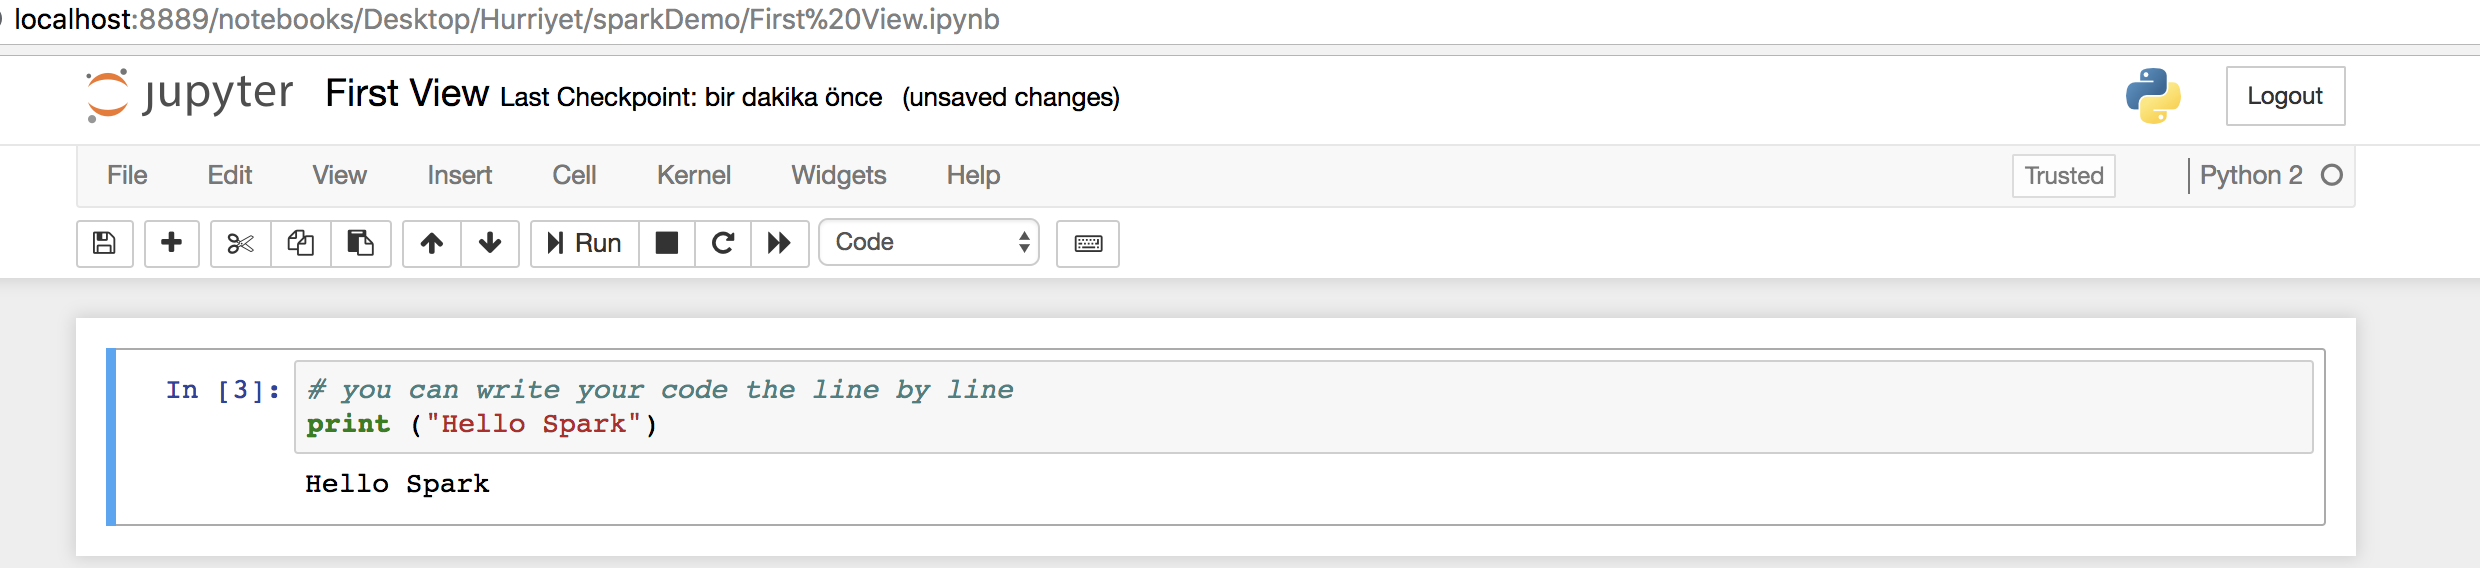 localhost:8889/notebooks/Desktop/Hurriyet/sparkDemo/First%20View.ipynb
jupyter First View Last Checkpoint: bir dakika önce (unsaved changes) Logout
File Edit View Insert Cell Kernel Widgets Help Trusted Python 2
Run Code
In [3]: # you can write your code the line by line
print ("Hello Spark")
Hello Spark